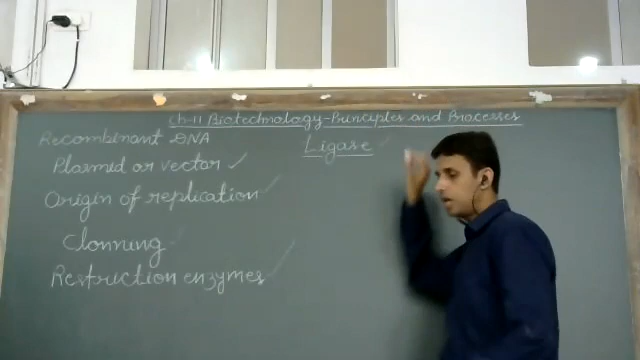 Ch-11 Biotechnology-Principles and Processes
Recombinant DNA
Plasmid or vector ✓
Origin of replication ✓
Clonning
Restriction enzymes ✓
Ligase